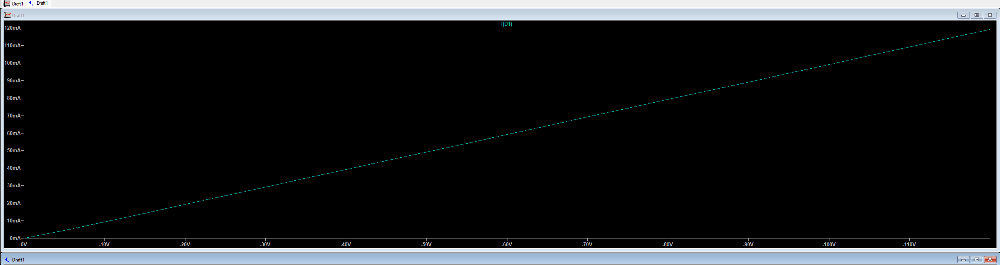 Draft1 Draft1
Draft1
I(D1)
120mA
110mA
100mA
90mA
80mA
70mA
60mA
50mA
40mA
30mA
20mA
10mA
0mA
0V -10V -20V -30V -40V -50V -60V -70V -80V -90V -100V -110V
Draft1